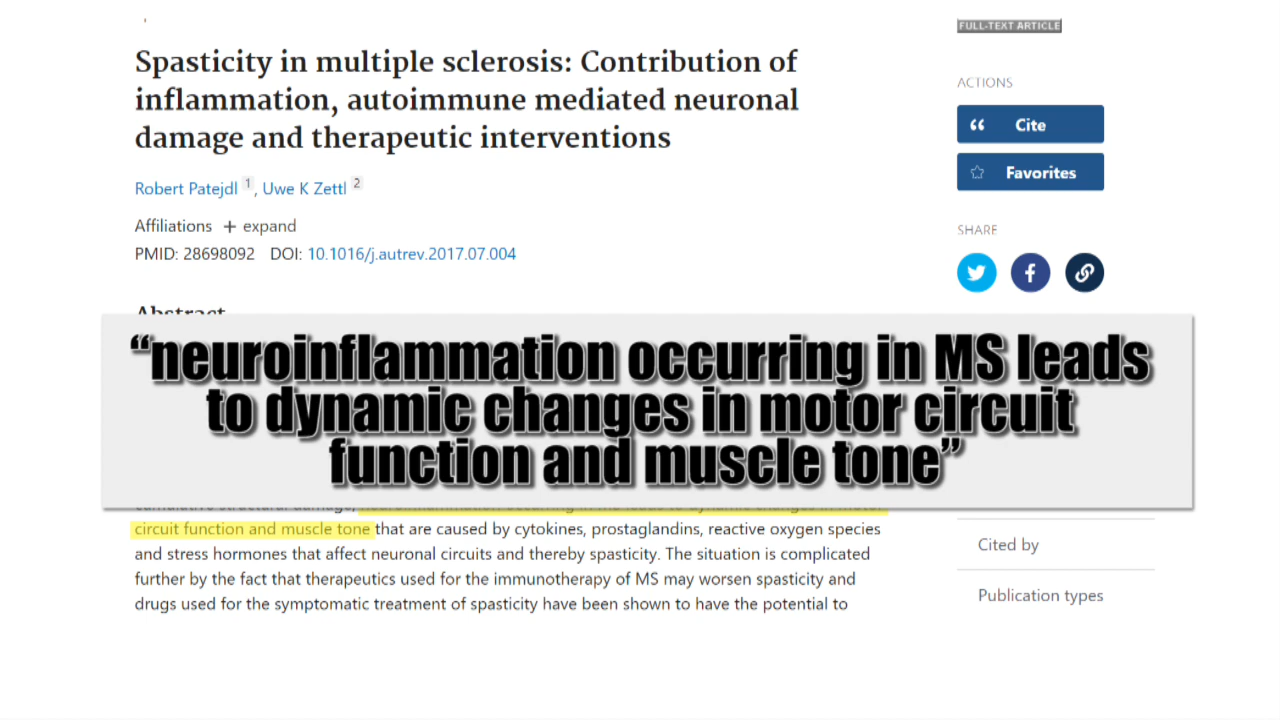 FULL-TEXT ARTICLE
Spasticity in multiple sclerosis: Contribution of
inflammation, autoimmune mediated neuronal
damage and therapeutic interventions
Robert Patejdl 1, Uwe K Zettl 2
Affiliations + expand
PMID: 28698092 DOI: 10.1016/j.autrev.2017.07.004
Abstract
“neuroinflammation occurring in MS leads
to dynamic changes in motor circuit
function and muscle tone”
circuit function and muscle tone that are caused by cytokines, prostaglandins, reactive oxygen species
and stress hormones that affect neuronal circuits and thereby spasticity. The situation is complicated
further by the fact that therapeutics used for the immunotherapy of MS may worsen spasticity and
drugs used for the symptomatic treatment of spasticity have been shown to have the potential to
ACTIONS
Cite
Favorites
SHARE
Cited by
Publication types